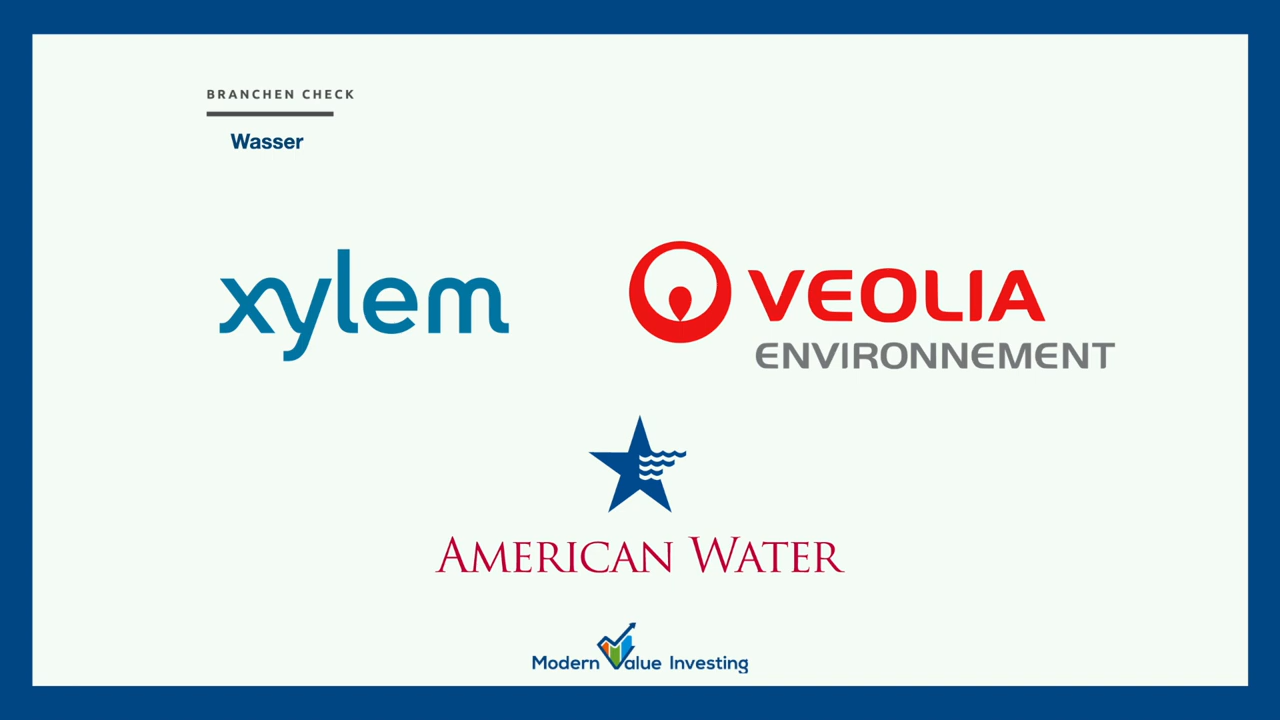 BRANCHEN CHECK
Wasser
xylem
VEOLIA
ENVIRONNEMENT
AMERICAN WATER
Modern Value Investing